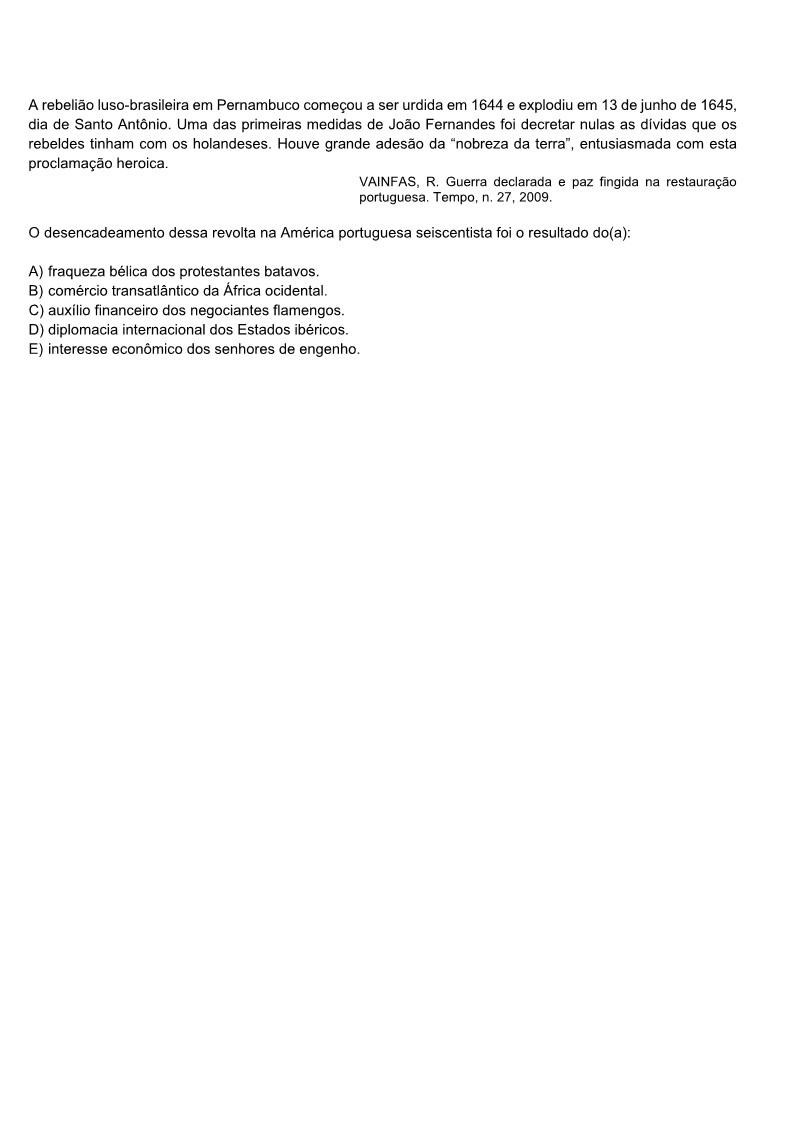 A rebelião luso-brasileira em Pernambuco começou a ser urdida em 1644 e explodiu em 13 de junho de 1645,
dia de Santo Antônio. Uma das primeiras medidas de João Fernandes foi decretar nulas as dívidas que os
rebeldes tinham com os holandeses. Houve grande adesão da “nobreza da terra”, entusiasmada com esta
proclamação heroica.
VAINFAS, R. Guerra declarada e paz fingida na restauração
portuguesa. Tempo, n. 27, 2009.
O desencadeamento dessa revolta na América portuguesa seiscentista foi o resultado do(a):
A) fraqueza bélica dos protestantes batavos.
B) comércio transatlântico da África ocidental.
C) auxílio financeiro dos negociantes flamengos.
D) diplomacia internacional dos Estados ibéricos.
E) interesse econômico dos senhores de engenho.